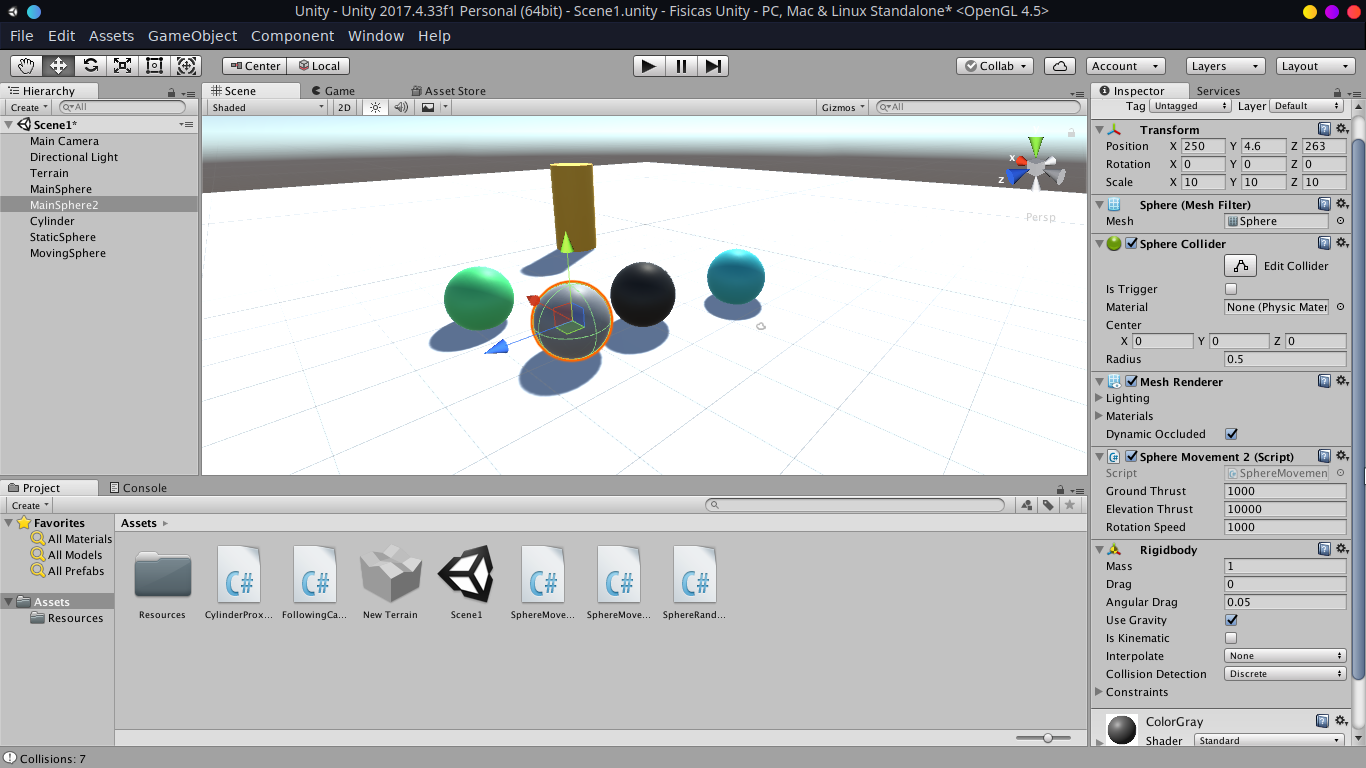 Unity - Unity 2017.4.33f1 Personal (64bit) - Scene1.unity - Fisicas Unity - PC, Mac & Linux Standalone* <OpenGL 4.5>
File Edit Assets GameObject Component Window Help
Center Local Collab Account Layers Layout
Hierarchy
Create All
Scene1*
Main Camera
Directional Light
Terrain
MainSphere
MainSphere2
Cylinder
StaticSphere
MovingSphere
Scene Game Asset Store
Shaded 2D Gizmos All
x
z
Persp
Project Console
Create
Favorites
All Materials
All Models
All Prefabs
Assets
Resources
Assets
Resources
CylinderProx...
FollowingCa...
New Terrain
Scene1
SphereMove...
SphereMove...
SphereRand...
Inspector Services
Tag Untagged Layer Default
Transform
Position X 250 Y 4.6 Z 263
Rotation X 0 Y 0 Z 0
Scale X 10 Y 10 Z 10
Sphere (Mesh Filter)
Mesh Sphere
Sphere Collider
Edit Collider
Is Trigger
Material None (Physic Mater
Center
X 0 Y 0 Z 0
Radius 0.5
Mesh Renderer
Lighting
Materials
Dynamic Occluded
Sphere Movement 2 (Script)
Script SphereMovemen
Ground Thrust 1000
Elevation Thrust 10000
Rotation Speed 1000
Rigidbody
Mass 1
Drag 0
Angular Drag 0.05
Use Gravity
Is Kinematic
Interpolate None
Collision Detection Discrete
Constraints
ColorGray
Shader Standard
Collisions: 7